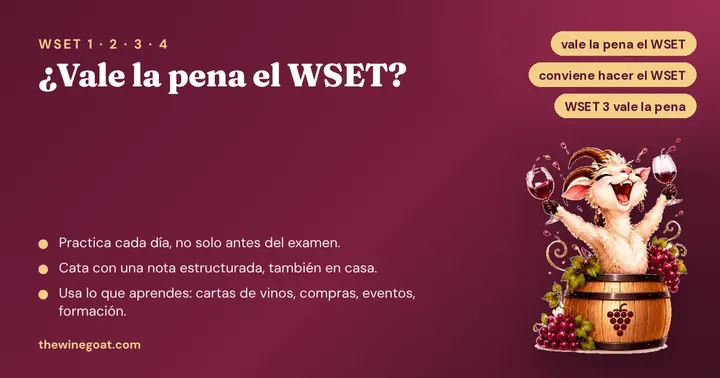 WSET 1 · 2 · 3 · 4
¿Vale la pena el WSET?
vale la pena el WSET
conviene hacer el WSET
WSET 3 vale la pena
Practica cada día, no solo antes del examen.
Cata con una nota estructurada, también en casa.
Usa lo que aprendes: cartas de vinos, compras, eventos,
formación.
thewinegoat.com